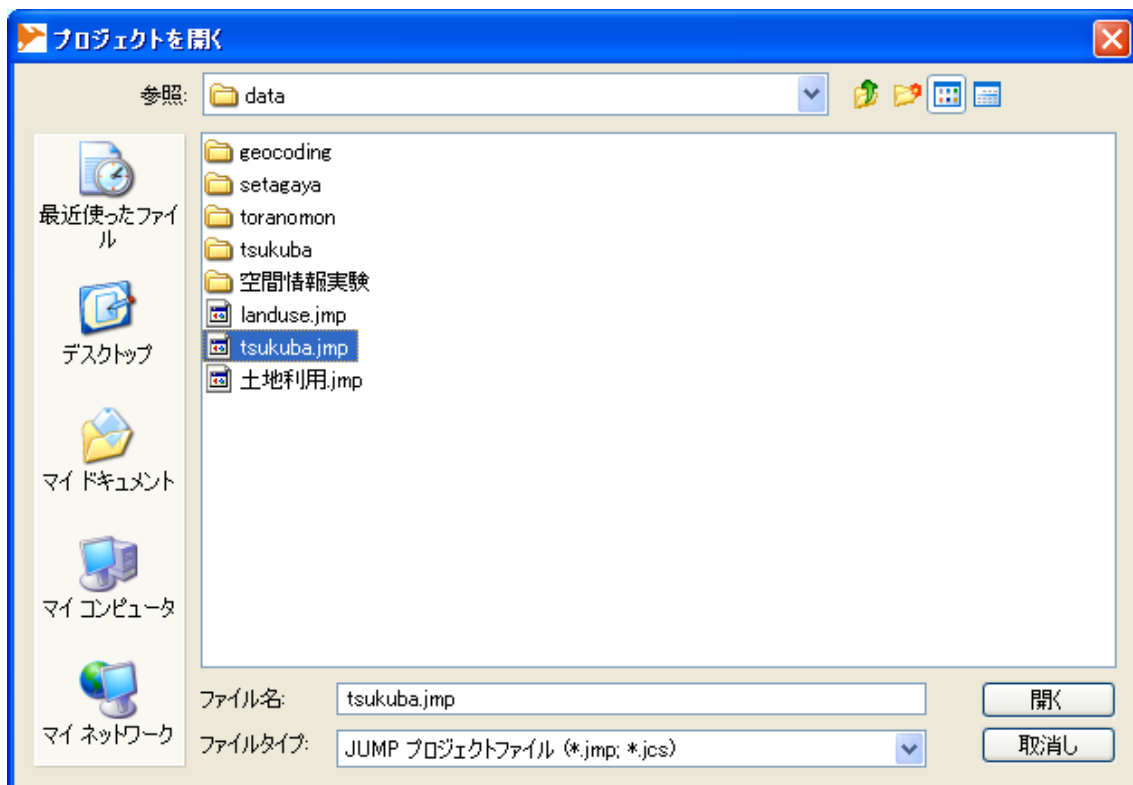 プロジェクトを開く
参照: data
geocoding
setagaya
toranomon
tsukuba
空間情報実験
landuse.jmp
tsukuba.jmp
土地利用.jmp
最近使ったファイ
ル
デスクトップ
マイ ドキュメント
マイ コンピュータ
マイ ネットワーク
ファイル名: tsukuba.jmp 開く
ファイルタイプ: JUMP プロジェクトファイル (*.jmp; *.jcs) 取消し